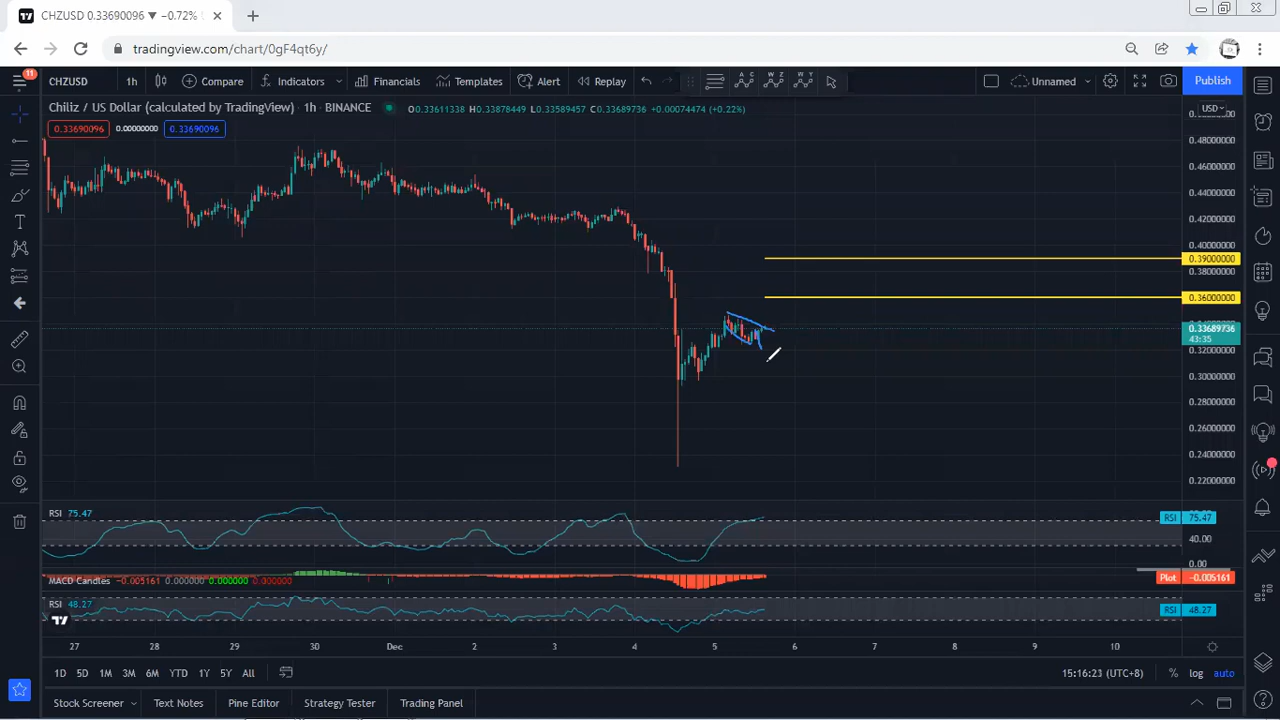 CHZUSD 0.33690096 ▼ −0.72%
tradingview.com/chart/0gF4qt6y/
11 CHZUSD 1h Compare Indicators Financials Templates Alert Replay Unnamed Publish
Chiliz / US Dollar (calculated by TradingView) · 1h · BINANCE O0.33611338 H0.33878449 L0.33589457 C0.33689736 +0.00074474 (+0.22%) USD
0.33690096 0.00000000 0.33690096
0.48000000
0.46000000
0.44000000
0.42000000
0.40000000
0.39000000
0.38000000
0.36000000
0.33689736
43:35
0.32000000
0.30000000
0.28000000
0.26000000
0.24000000
0.22000000
RSI 75.47 RSI 75.47
40.00
0.00
MACD Candles −0.005161 0.000000 0.000000 0.000000 Plot −0.005161
RSI 48.27 RSI 48.27
27 28 29 30 Dec 2 3 4 5 6 7 8 9 10
1D 5D 1M 3M 6M YTD 1Y 5Y All 15:16:23 (UTC+8) % log auto
Stock Screener Text Notes Pine Editor Strategy Tester Trading Panel